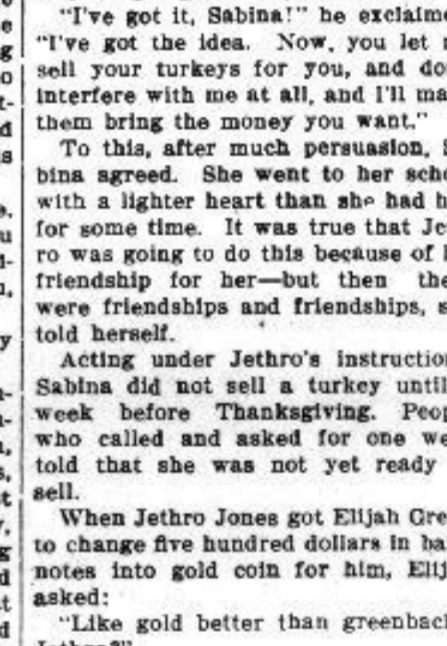 "I've got it, Sabina!" he exclaime
"I've got the idea. Now, you let
sell your turkeys for you, and do
interfere with me at all, and I'll ma
them bring the money you want."
To this, after much persuasion, S
bina agreed. She went to her scho
with a lighter heart than she had h
for some time. It was true that Je
ro was going to do this because of
friendship for her—but then the
were friendships and friendships, s
told herself.
Acting under Jethro's instruction
Sabina did not sell a turkey until
week before Thanksgiving. Peop
who called and asked for one we
told that she was not yet ready
sell.
When Jethro Jones got Elijah Gre
to change five hundred dollars in ba
notes into gold coin for him, Elij
asked:
"Like gold better than greenback